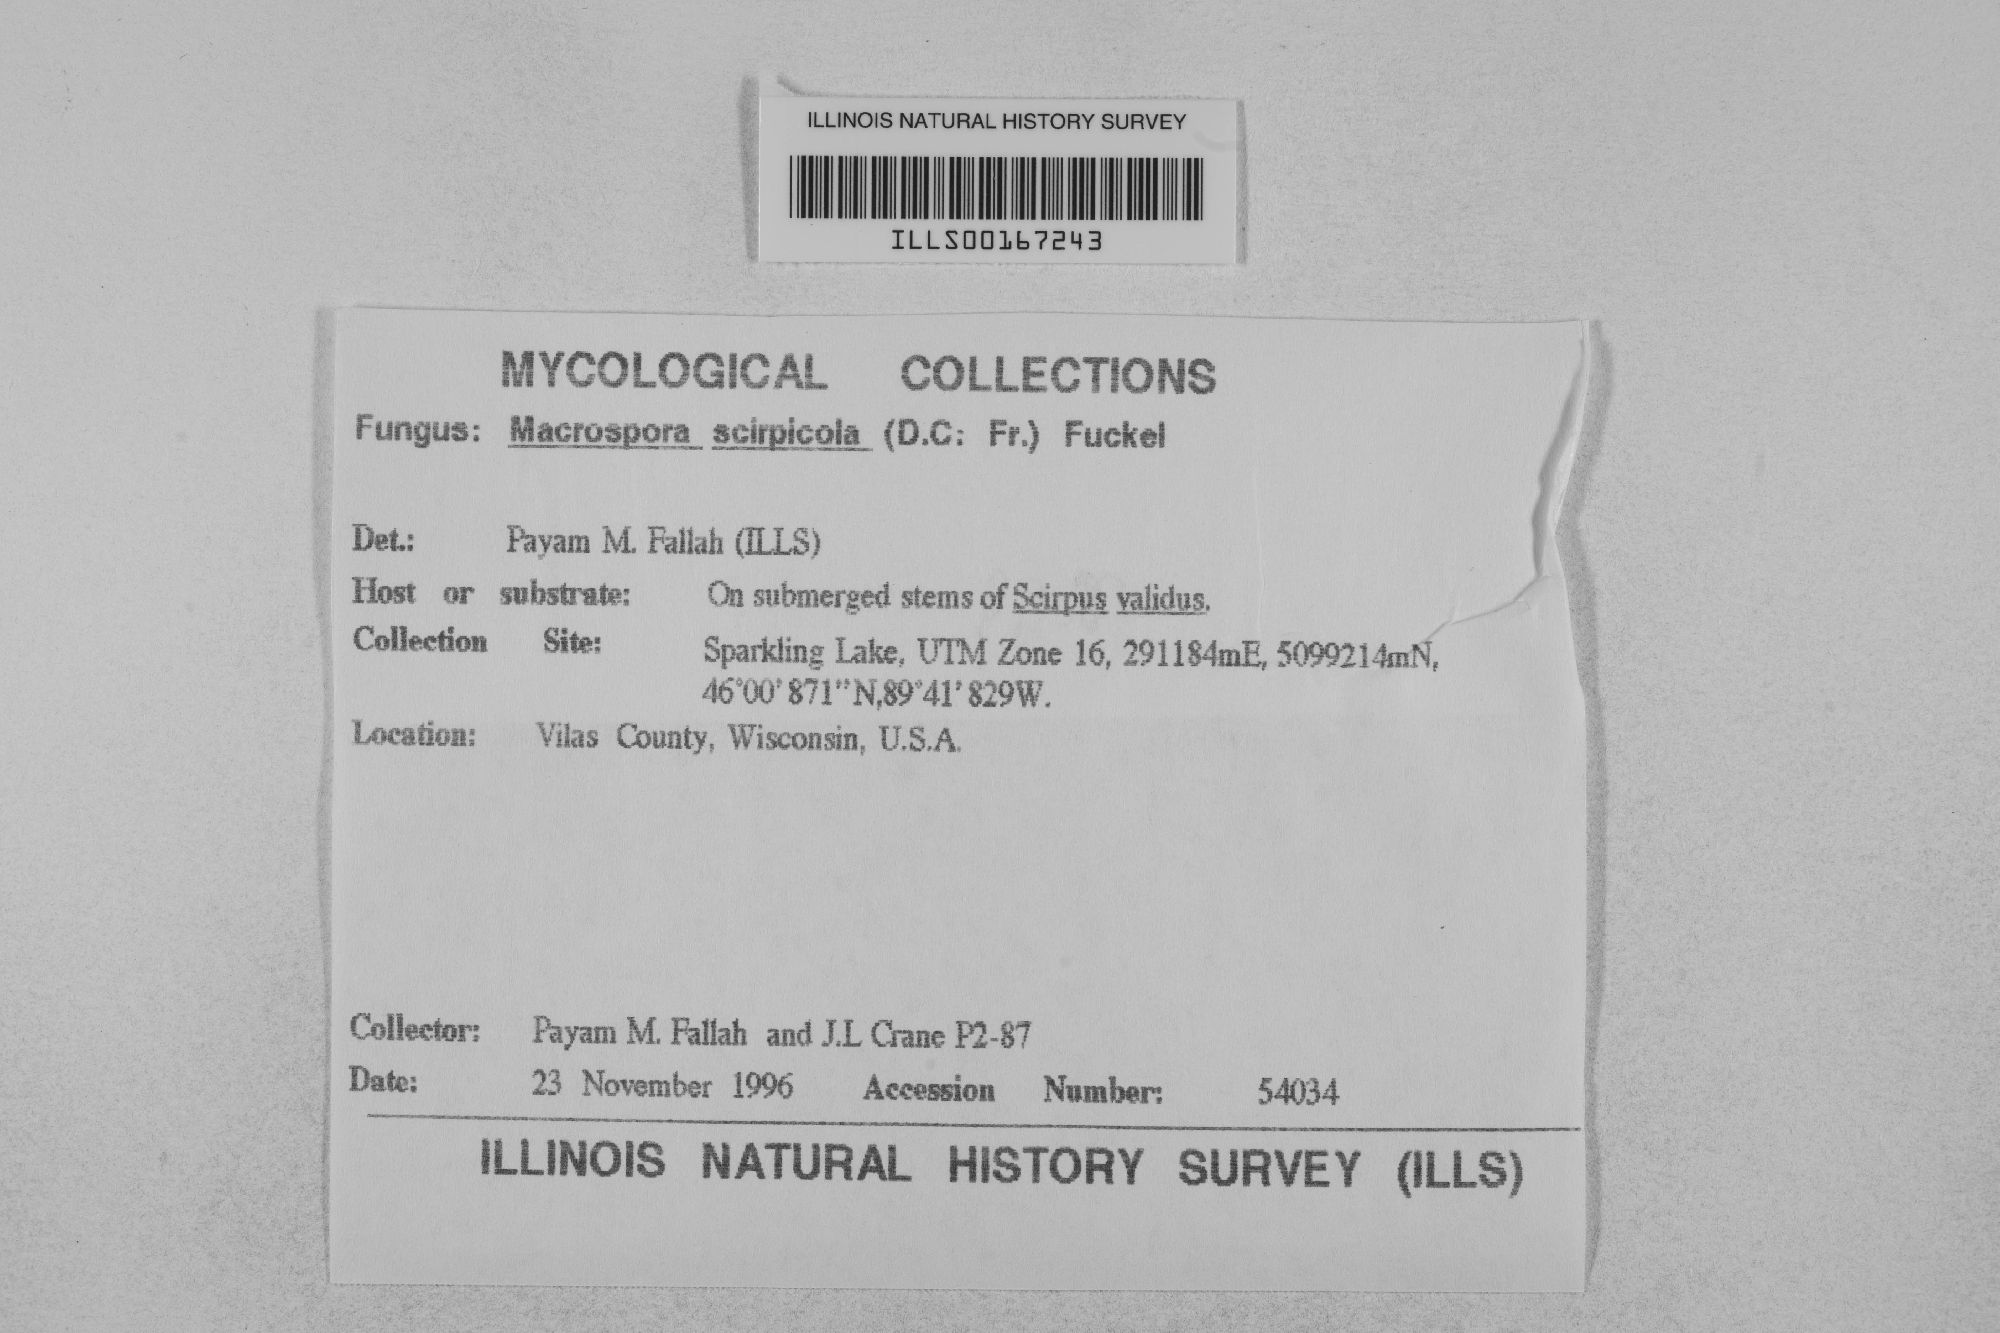 ILLINOIS NATURAL HISTORY SURVEY
ILLS00167243
MYCOLOGICAL COLLECTIONS
Fungus: Macrospora scirpicola (D.C: Fr.) Fuckel
Det.: Payam M. Fallah (ILLS)
Host or substrate: On submerged stems of Scirpus validus.
Collection Site: Sparkling Lake, UTM Zone 16, 291184mE, 5099214mN,
46°00' 871" N,89°41' 829W.
Location: Vilas County, Wisconsin, U.S.A.
Collector: Payam M. Fallah and J.L Crane P2-87
Date: 23 November 1996 Accession Number: 54034
ILLINOIS NATURAL HISTORY SURVEY (ILLS)